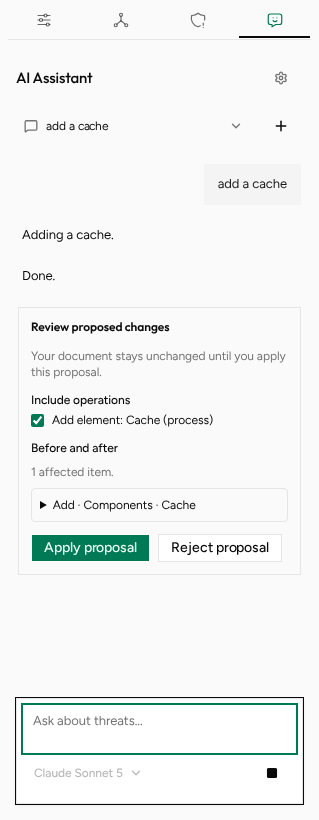 AI Assistant
add a cache
add a cache
Adding a cache.
Done.
Review proposed changes
Your document stays unchanged until you apply
this proposal.
Include operations
Add element: Cache (process)
Before and after
1 affected item.
Add · Components · Cache
Apply proposal Reject proposal
Ask about threats...
Claude Sonnet 5